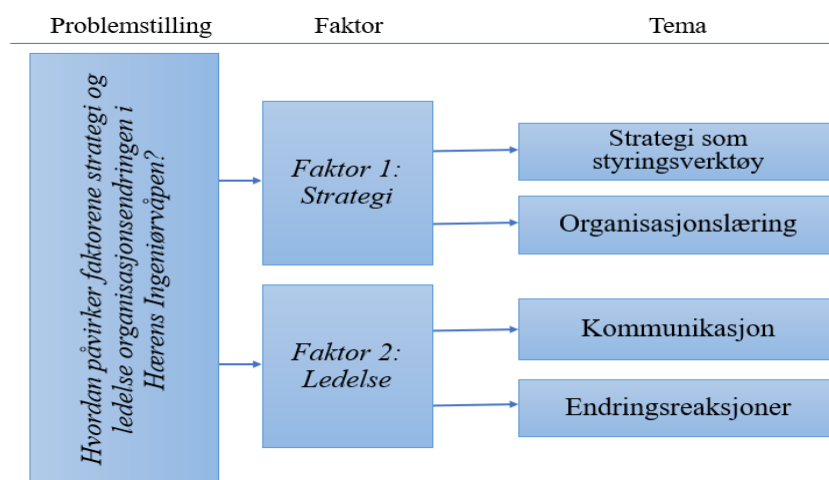 Problemstilling
Faktor
Tema
Hvordan påvirker faktorene strategi og
ledelse organisasjonsendringen i
Hærens Ingeniørvåpen?
Faktor 1:
Strategi
Strategi som
styringsverktøy
Organisasjonslæring
Faktor 2:
Ledelse
Kommunikasjon
Endringsreaksjoner